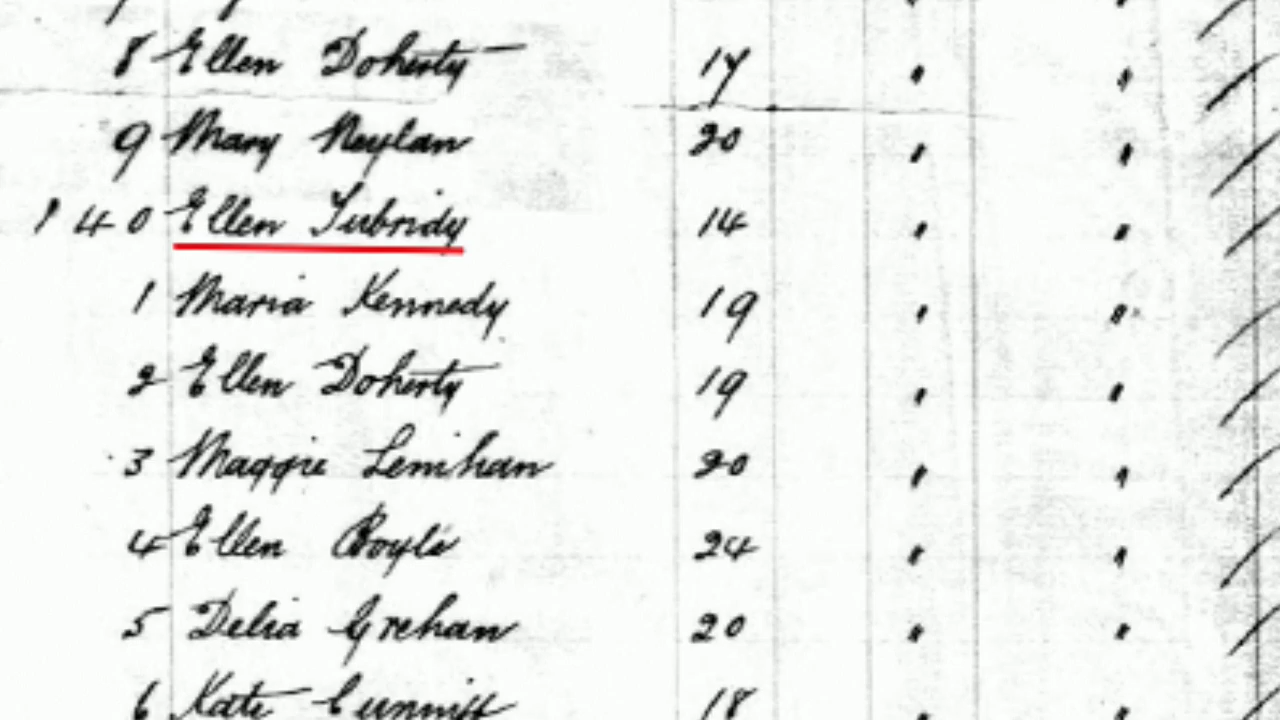 8 Ellen Doherty 17 " "
9 Mary Neylan 20 " "
140 Ellen Tubridy 14 " "
1 Maria Kennedy 19 " "
2 Ellen Doherty 19 " "
3 Maggie Lenihan 20 " "
4 Ellen Boyle 24 " "
5 Delia Grehan 20 " "
6 Kate Cunniff 18 " "